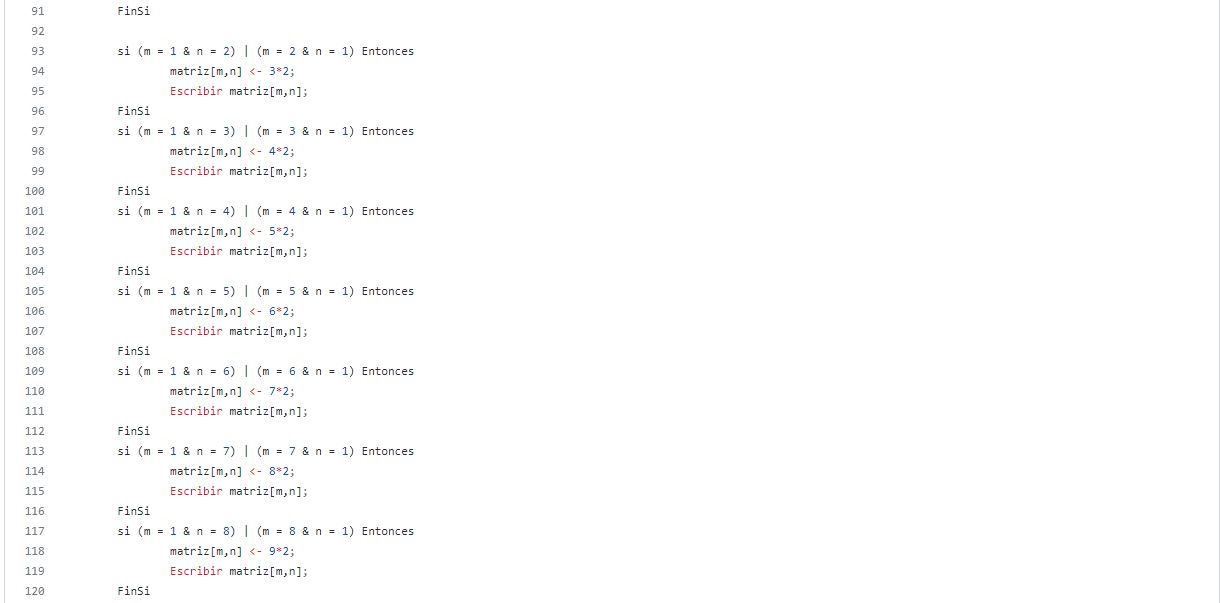 91 FinSi
92
93 si (m = 1 & n = 2) | (m = 2 & n = 1) Entonces
94 matriz[m,n] <- 3*2;
95 Escribir matriz[m,n];
96 FinSi
97 si (m = 1 & n = 3) | (m = 3 & n = 1) Entonces
98 matriz[m,n] <- 4*2;
99 Escribir matriz[m,n];
100 FinSi
101 si (m = 1 & n = 4) | (m = 4 & n = 1) Entonces
102 matriz[m,n] <- 5*2;
103 Escribir matriz[m,n];
104 FinSi
105 si (m = 1 & n = 5) | (m = 5 & n = 1) Entonces
106 matriz[m,n] <- 6*2;
107 Escribir matriz[m,n];
108 FinSi
109 si (m = 1 & n = 6) | (m = 6 & n = 1) Entonces
110 matriz[m,n] <- 7*2;
111 Escribir matriz[m,n];
112 FinSi
113 si (m = 1 & n = 7) | (m = 7 & n = 1) Entonces
114 matriz[m,n] <- 8*2;
115 Escribir matriz[m,n];
116 FinSi
117 si (m = 1 & n = 8) | (m = 8 & n = 1) Entonces
118 matriz[m,n] <- 9*2;
119 Escribir matriz[m,n];
120 FinSi